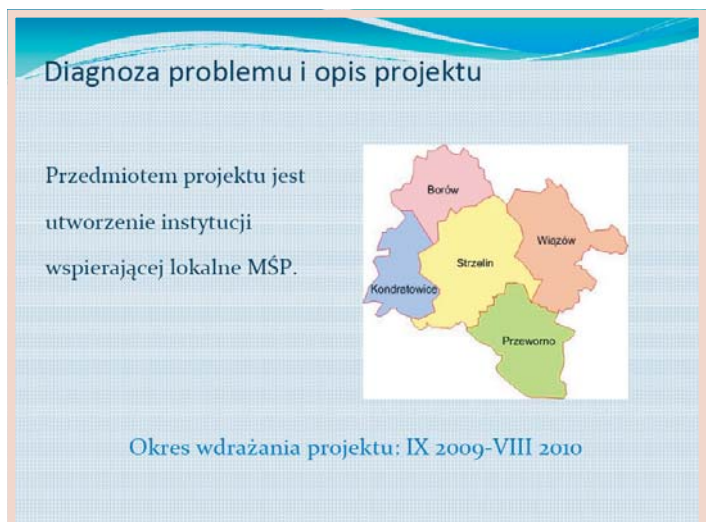 Diagnoza problemu i opis projektu
Przedmiotem projektu jest
utworzenie instytucji
wspierającej lokalne MŚP.
Borów
Wiązów
Strzelin
Kondratowice
Przeworno
Okres wdrażania projektu: IX 2009-VIII 2010